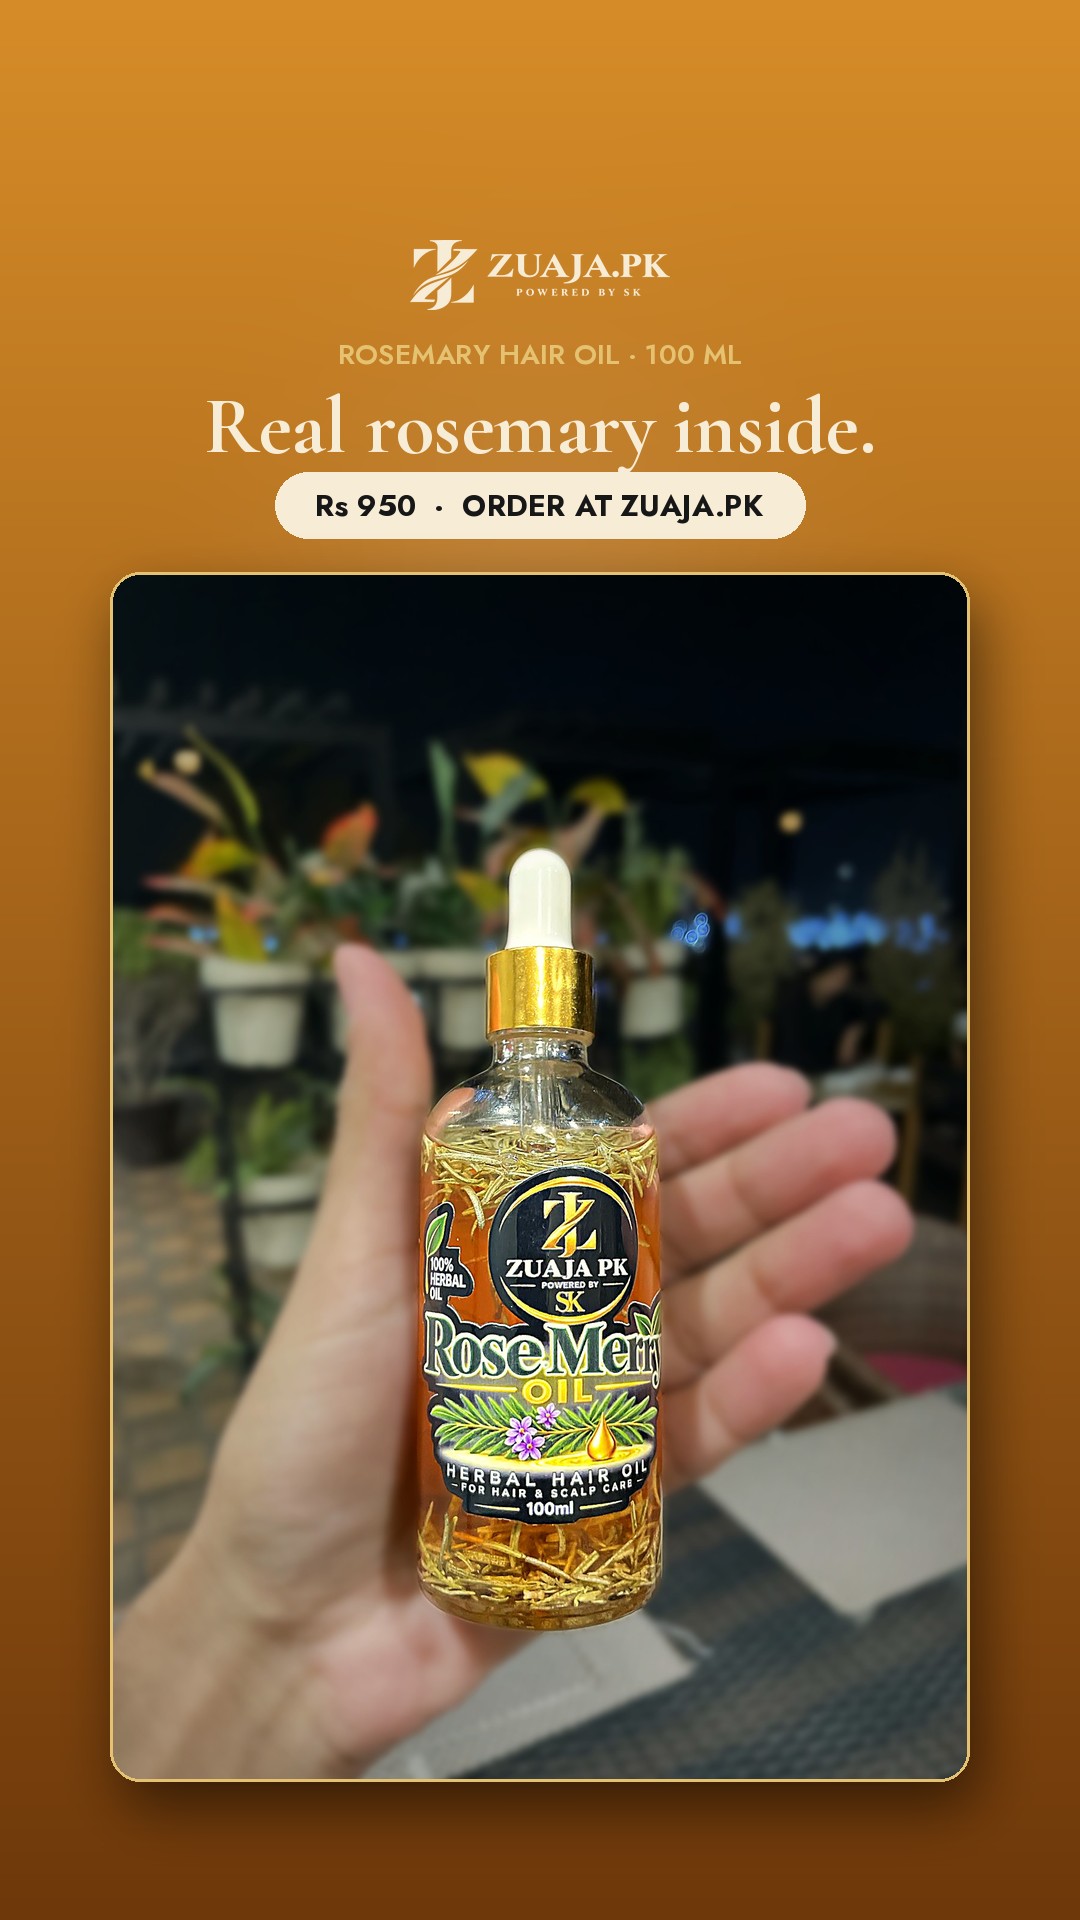 ZUAJA.PK
POWERED BY SK
ROSEMARY HAIR OIL · 100 ML
Real rosemary inside.
Rs 950 · ORDER AT ZUAJA.PK
ZUAJA PK
POWERED BY
SK
100%
HERBAL
OIL
RoseMerry
OIL
HERBAL HAIR OIL
FOR HAIR & SCALP CARE
100ml